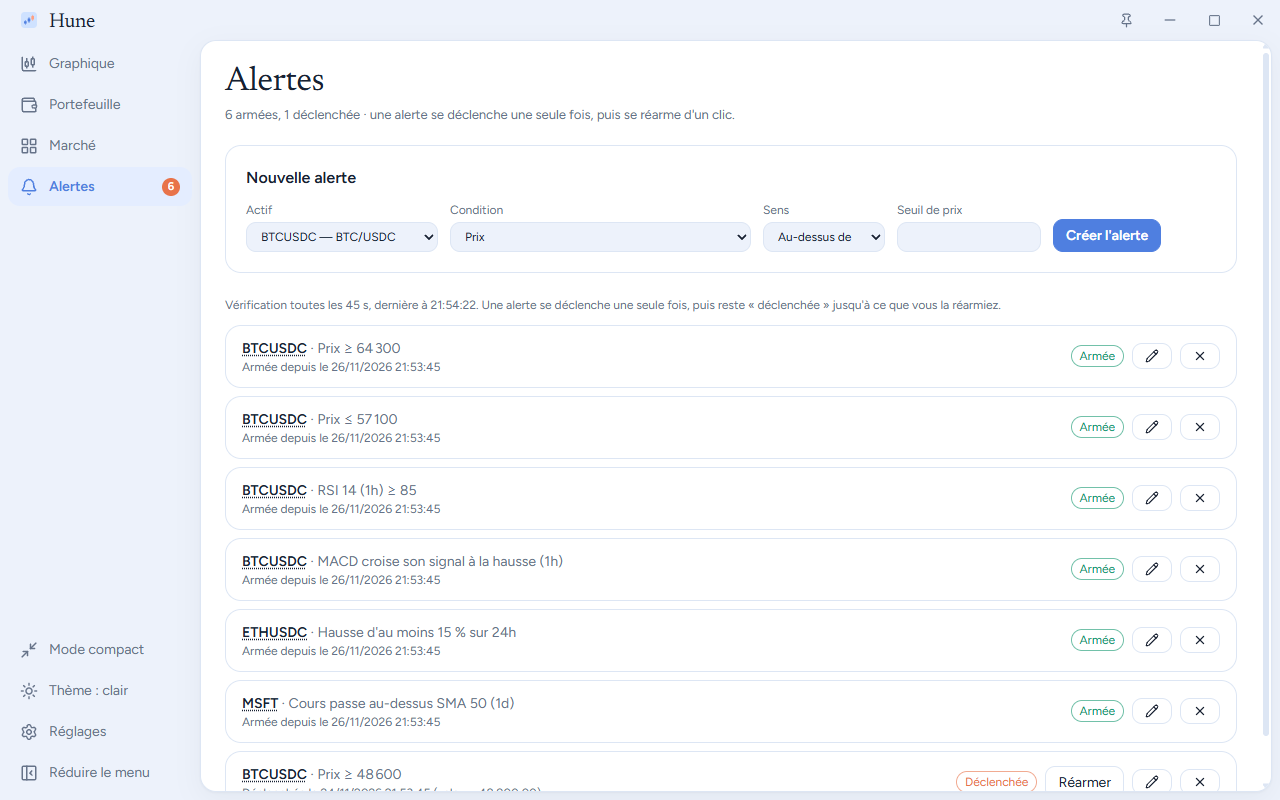 Hune
Graphique
Portefeuille
Marché
Alertes
6
Mode compact
Thème : clair
Réglages
Réduire le menu
Alertes
6 armées, 1 déclenchée · une alerte se déclenche une seule fois, puis se réarme d'un clic.
Nouvelle alerte
Actif Condition Sens Seuil de prix
BTCUSDC — BTC/USDC Prix Au-dessus de Créer l'alerte
Vérification toutes les 45 s, dernière à 21:54:22. Une alerte se déclenche une seule fois, puis reste « déclenchée » jusqu'à ce que vous la réarmiez.
BTCUSDC · Prix ≥ 64 300
Armée depuis le 26/11/2026 21:53:45
Armée
BTCUSDC · Prix ≤ 57 100
Armée depuis le 26/11/2026 21:53:45
Armée
BTCUSDC · RSI 14 (1h) ≥ 85
Armée depuis le 26/11/2026 21:53:45
Armée
BTCUSDC · MACD croise son signal à la hausse (1h)
Armée depuis le 26/11/2026 21:53:45
Armée
ETHUSDC · Hausse d'au moins 15 % sur 24h
Armée depuis le 26/11/2026 21:53:45
Armée
MSFT · Cours passe au-dessus SMA 50 (1d)
Armée depuis le 26/11/2026 21:53:45
Armée
BTCUSDC · Prix ≥ 48 600
Déclenchée Réarmer